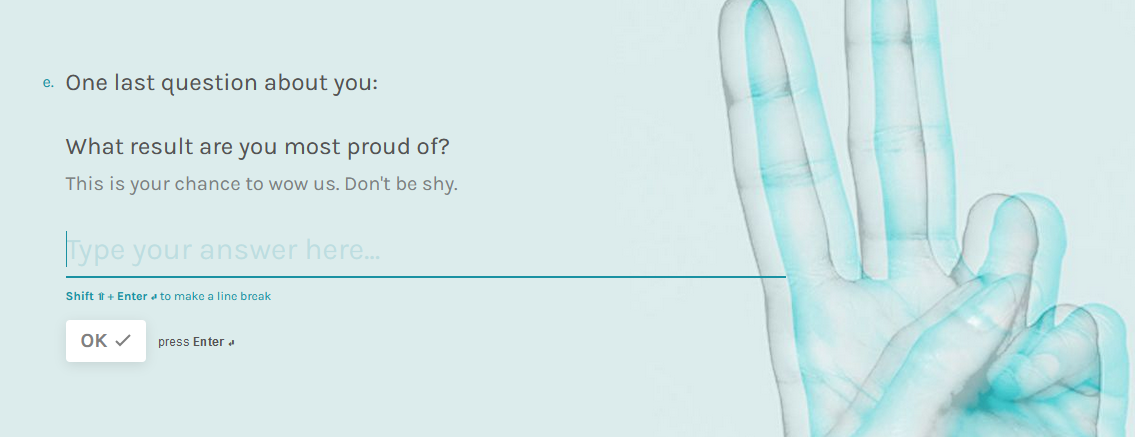 e. One last question about you:
What result are you most proud of?
This is your chance to wow us. Don't be shy.
Type your answer here...
Shift ⇧ + Enter ↵ to make a line break
OK ✓ press Enter ↵